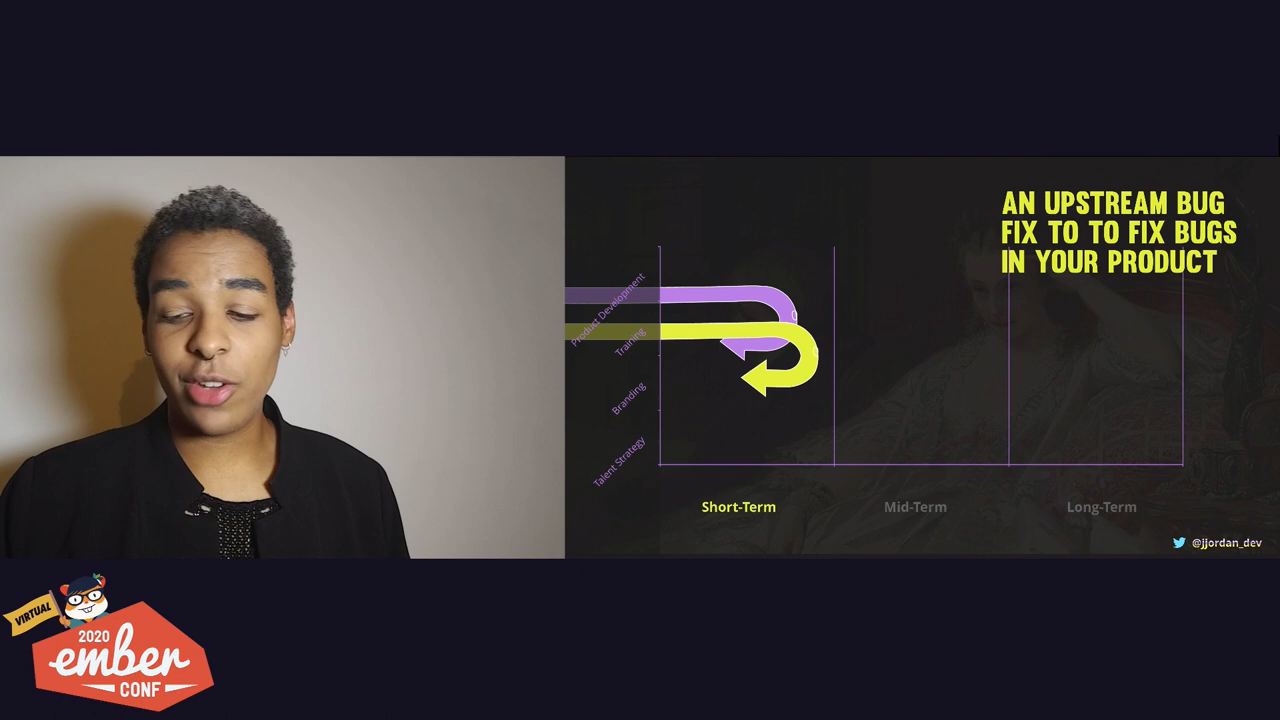 AN UPSTREAM BUG
FIX TO TO FIX BUGS
IN YOUR PRODUCT
Product Development
Training
Branding
Talent Strategy
Short-Term
Mid-Term
Long-Term
@jjordan_dev
VIRTUAL
2020
ember
CONF